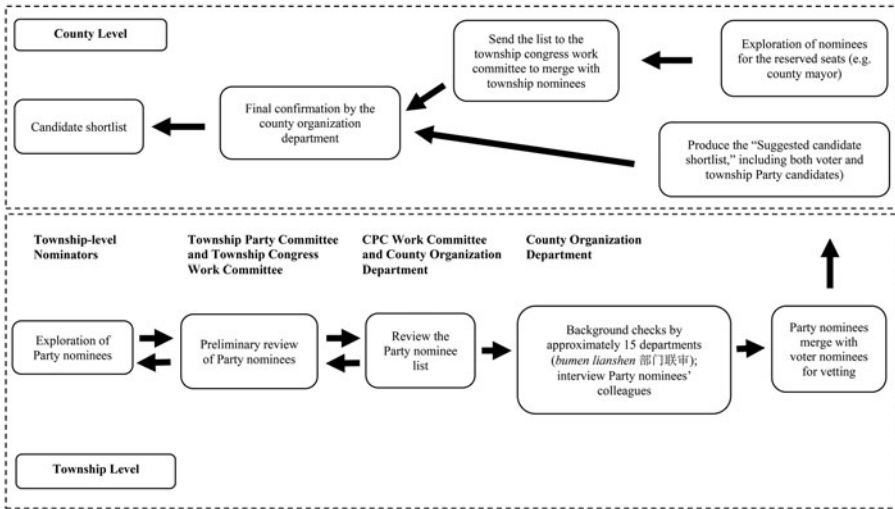 County Level
Send the list to the
township congress work
committee to merge with
township nominees
Exploration of nominees
for the reserved seats (e.g.
county mayor)
Candidate shortlist
Final confirmation by the
county organization
department
Produce the “Suggested candidate
shortlist,” including both voter and
township Party candidates)
Township-level
Nominators
Township Party Committee
and Township Congress
Work Committee
CPC Work Committee
and County Organization
Department
County Organization
Department
Exploration of
Party nominees
Preliminary review
of Party nominees
Review the
Party nominee
list
Background checks by
approximately 15 departments
(bumen lianshen 部门联审);
interview Party nominees’
colleagues
Party nominees
merge with
voter nominees
for vetting
Township Level